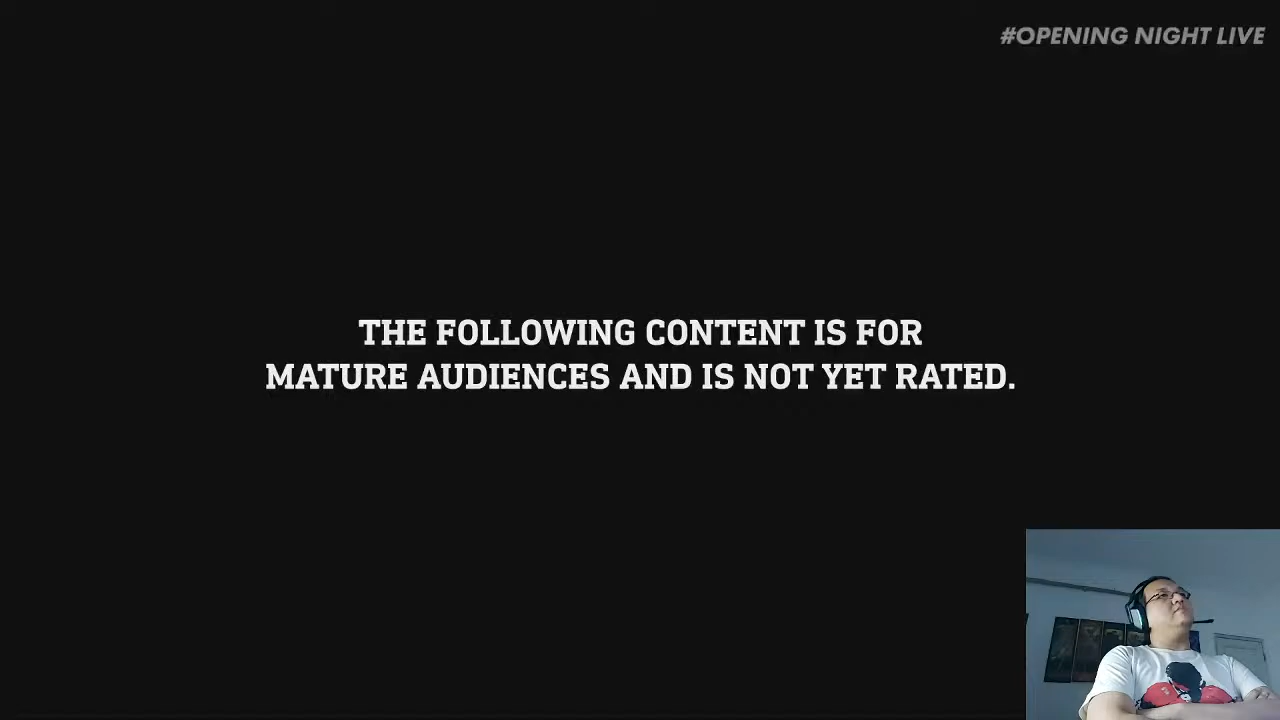 #OPENING NIGHT LIVE
THE FOLLOWING CONTENT IS FOR
MATURE AUDIENCES AND IS NOT YET RATED.